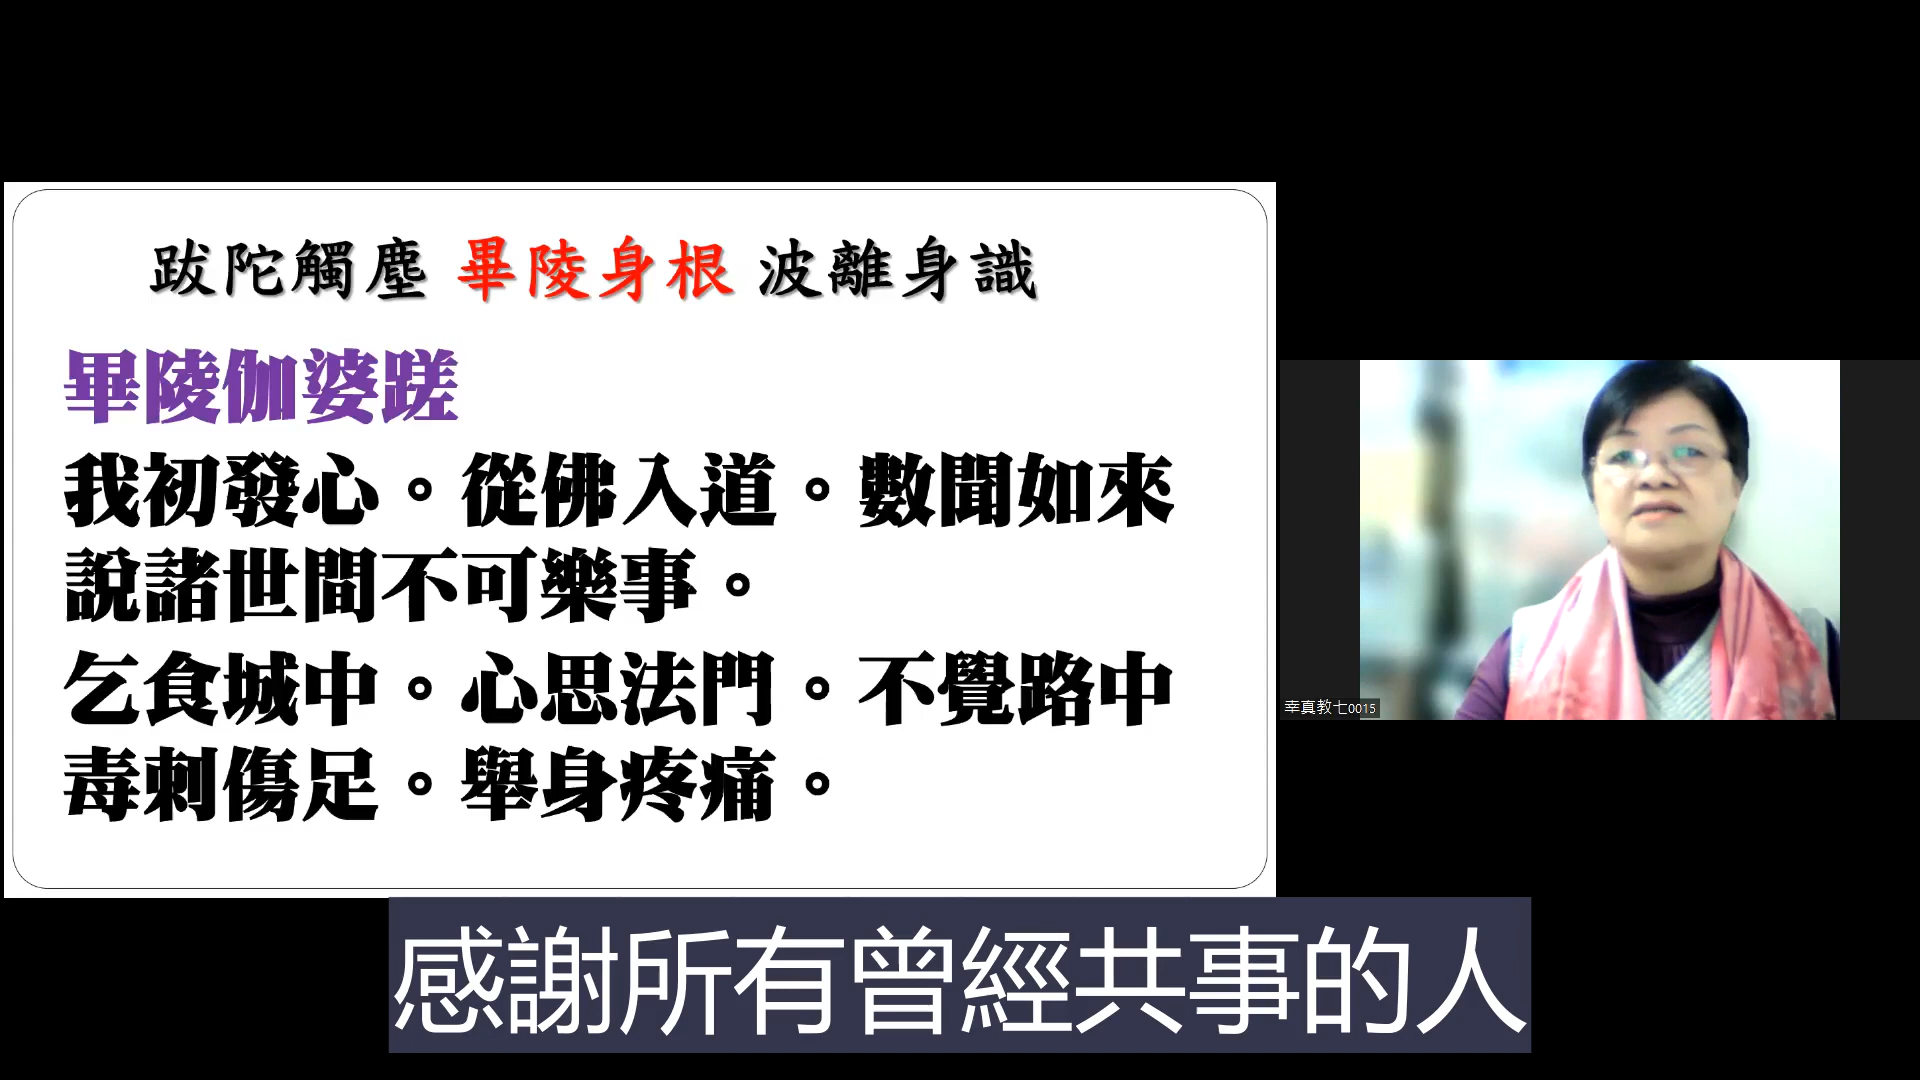 跋陀觸塵 畢陵身根 波離身識
畢陵伽婆蹉
我初發心。從佛入道。數聞如來
說諸世間不可樂事。
乞食城中。心思法門。不覺路中
毒刺傷足。舉身疼痛。
幸真教七0015
感謝所有曾經共事的人